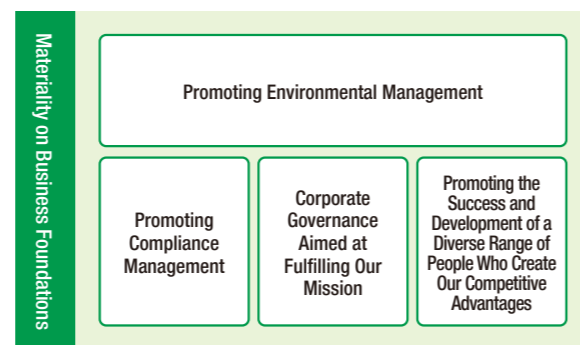 Materiality on Business Foundations
Promoting Environmental Management
Promoting
Compliance
Management
Corporate
Governance
Aimed at
Fulfilling Our
Mission
Promoting the
Success and
Development of a
Diverse Range of
People Who Create
Our Competitive
Advantages